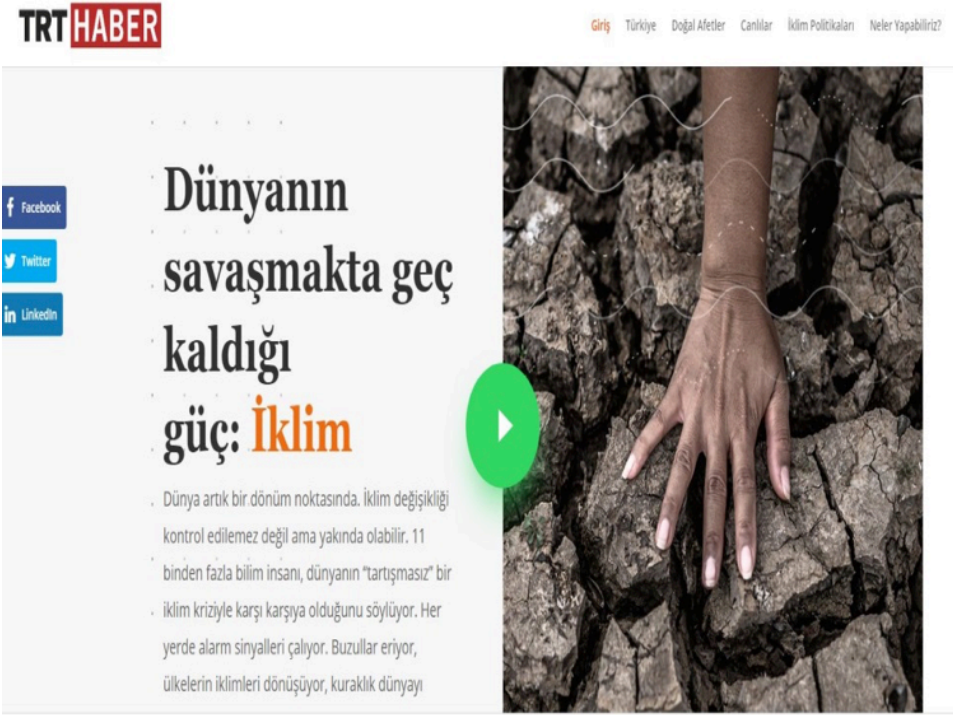 TRT HABER
Giriş Türkiye Doğal Afetler Canlılar İklim Politikaları Neler Yapabiliriz?
Facebook
Twitter
LinkedIn
Dünyanın
savaşmakta geç
kaldığı
güç: İklim
Dünya artık bir dönüm noktasında. İklim değişikliği
kontrol edilemez değil ama yakında olabilir. 11
binden fazla bilim insanı, dünyanın “tartışmasız” bir
iklim kriziyle karşı karşıya olduğunu söylüyor. Her
yerde alarm sinyalleri çalıyor. Buzullar eriyor,
ülkelerin iklimleri dönüşüyor, kuraklık dünyayı